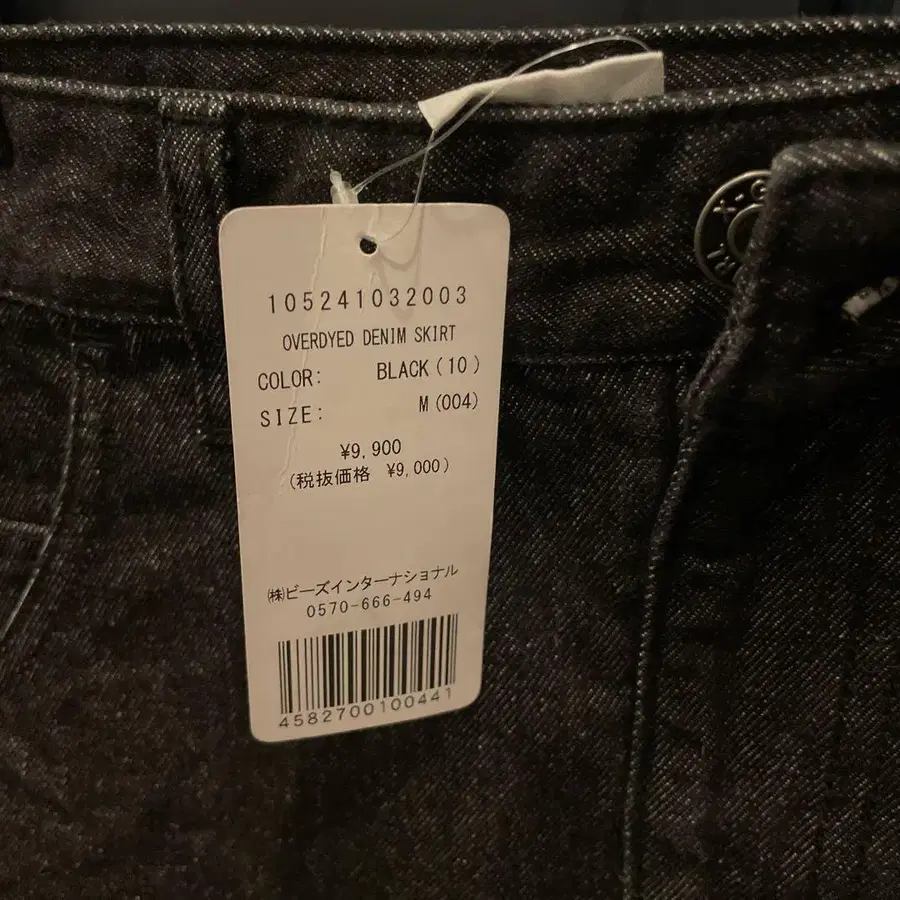 105241032003
OVERDYED DENIM SKIRT
COLOR: BLACK(10)
SIZE: M(004)
¥9,900
(税抜価格 ¥9,000)
㈱ビーズインターナショナル
0570-666-494
4582700100441
X-G
RL